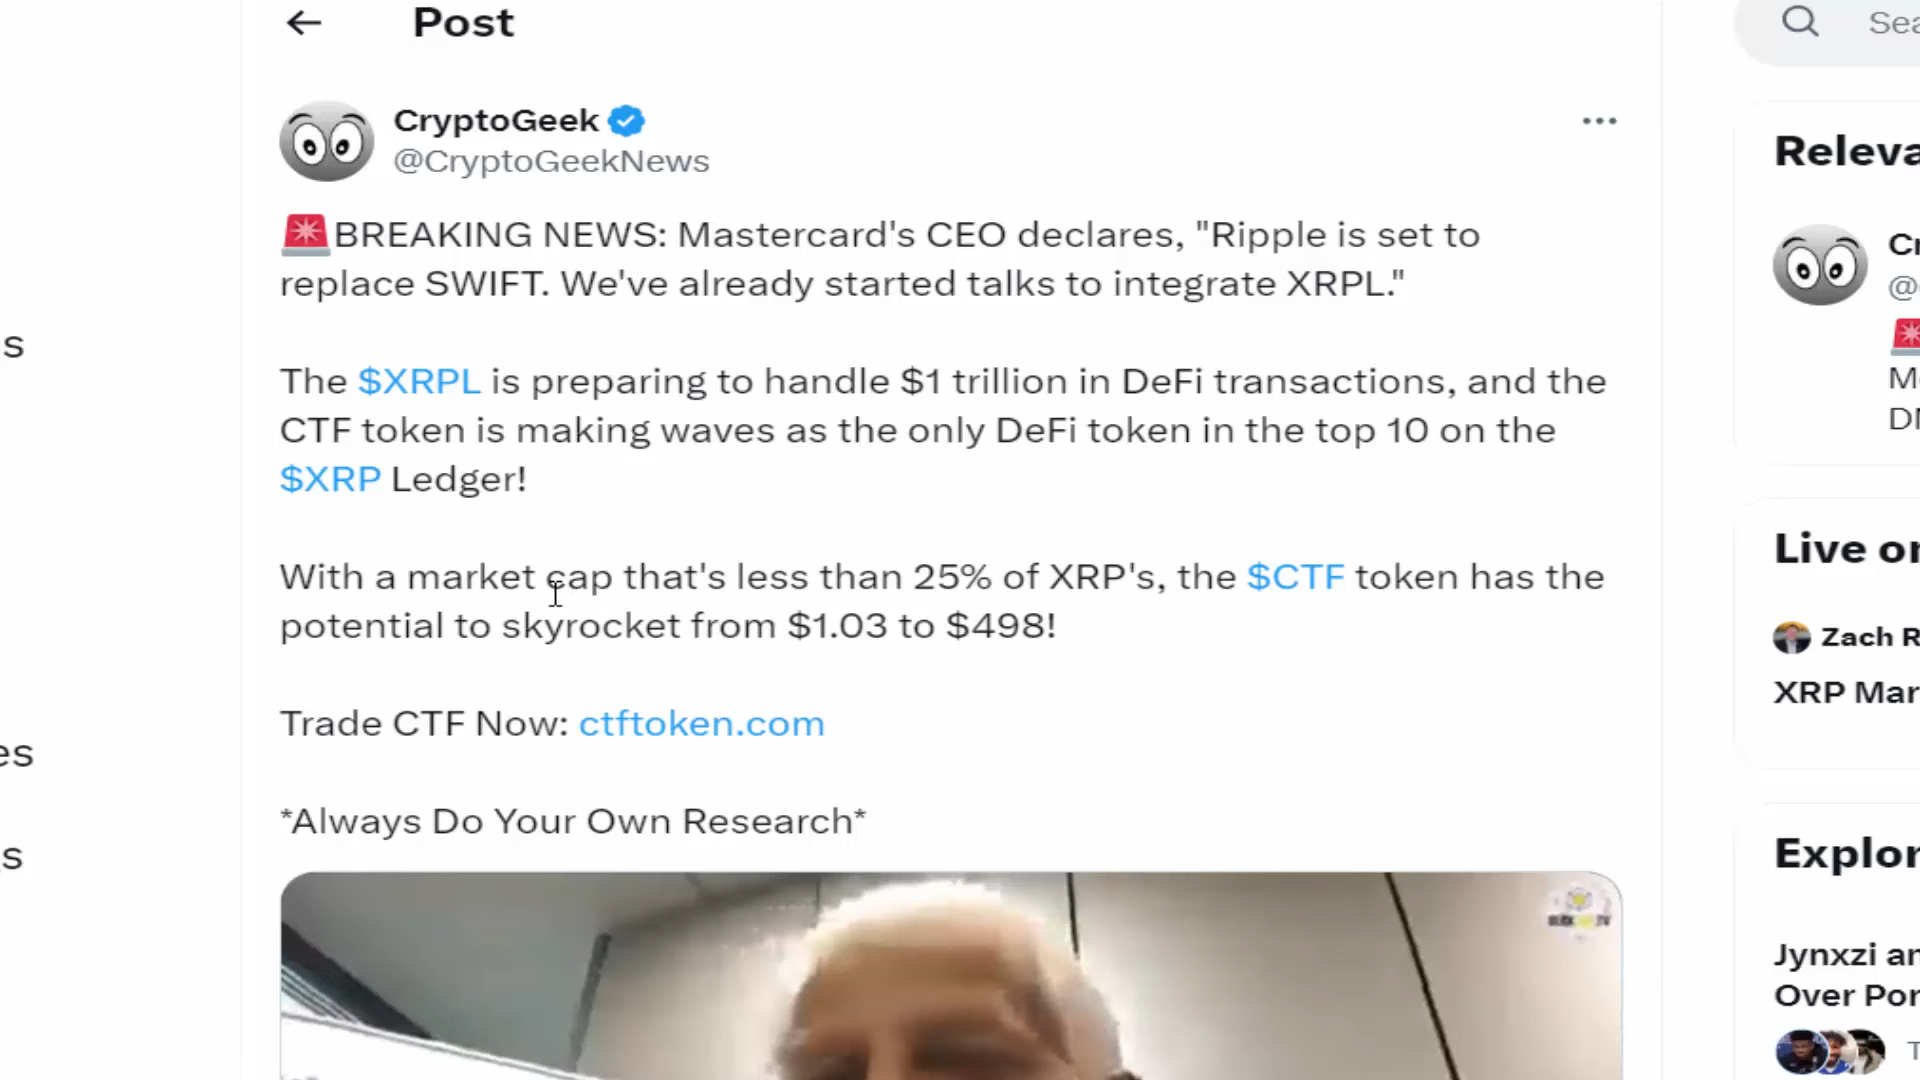 Post
Sea
CryptoGeek
@CryptoGeekNews
BREAKING NEWS: Mastercard's CEO declares, "Ripple is set to
replace SWIFT. We've already started talks to integrate XRPL."
The $XRPL is preparing to handle $1 trillion in DeFi transactions, and the
CTF token is making waves as the only DeFi token in the top 10 on the
$XRP Ledger!
With a market cap that's less than 25% of XRP's, the $CTF token has the
potential to skyrocket from $1.03 to $498!
Trade CTF Now: ctftoken.com
*Always Do Your Own Research*
s
es
s
Releva
Cr
@
M
DI
Live or
Zach R
XRP Mar
Explor
Jynxzi ar
Over Por
T